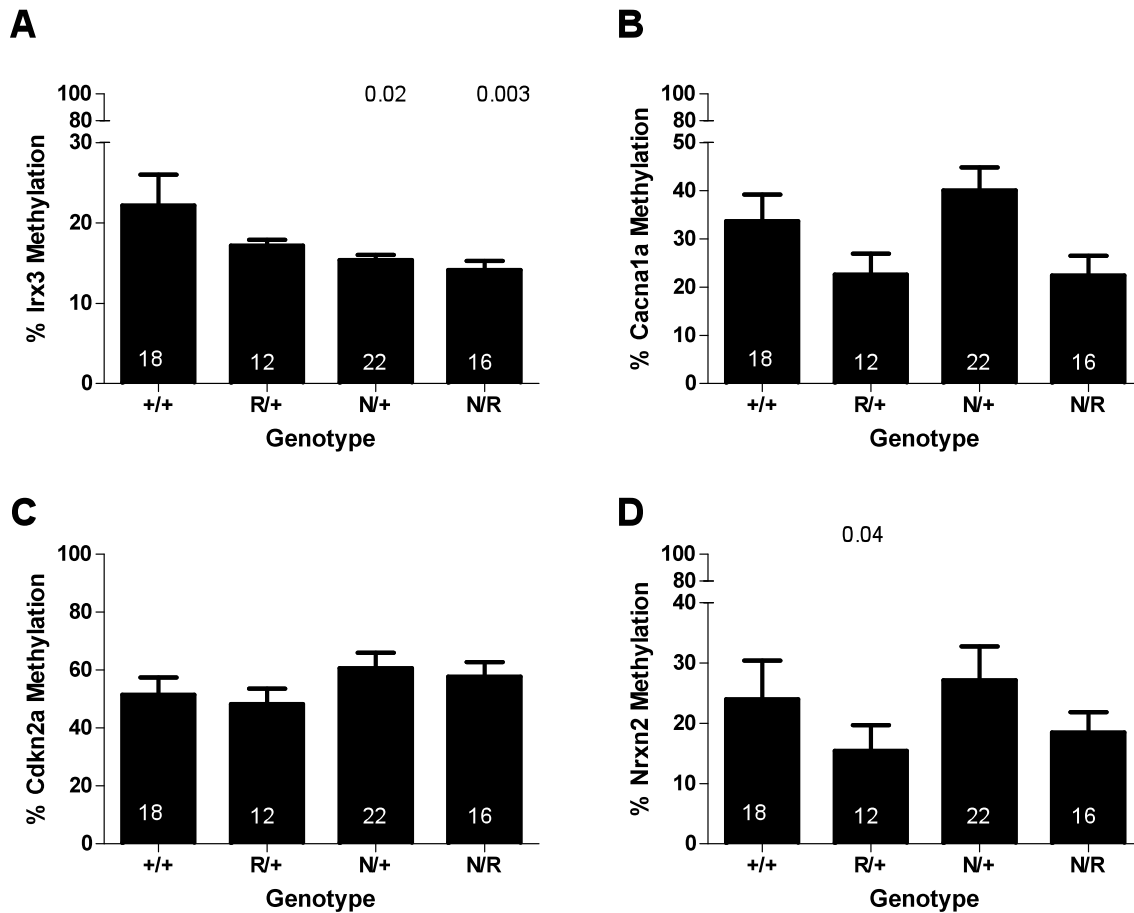 A
0.02 0.003
100
80
30
20
10
0
% Irx3 Methylation
18 12 22 16
+/+ R/+ N/+ N/R
Genotype
B
100
80
50
40
30
20
10
0
% Cacna1a Methylation
18 12 22 16
+/+ R/+ N/+ N/R
Genotype
C
100
80
60
40
20
0
% Cdkn2a Methylation
18 12 22 16
+/+ R/+ N/+ N/R
Genotype
D
0.04
100
80
40
30
20
10
0
% Nrxn2 Methylation
18 12 22 16
+/+ R/+ N/+ N/R
Genotype